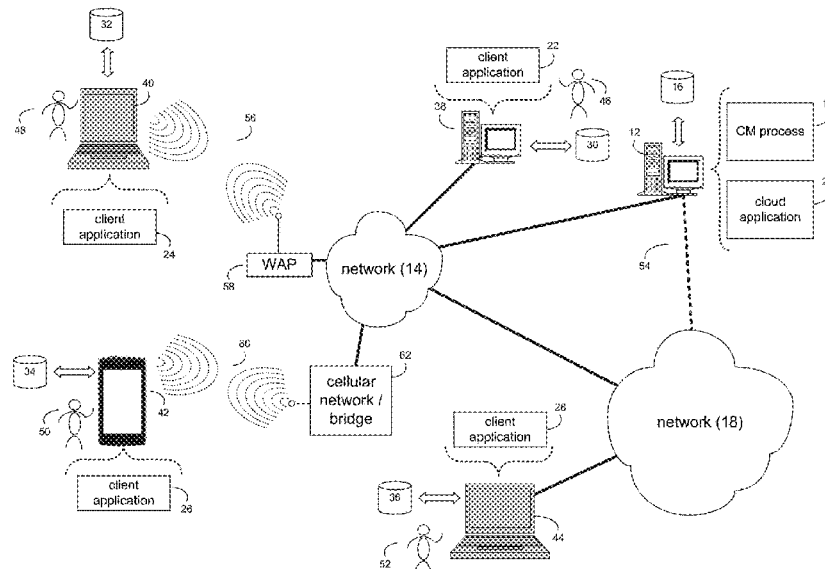 32
40
48
56
client
application
24
22
client
application
46
38
30
16
12
CM process
1
cloud
application
2
54
WAP
58
network (14)
34
42
50
60
62
cellular
network /
bridge
client
application
26
28
client
application
36
44
52
network (18)